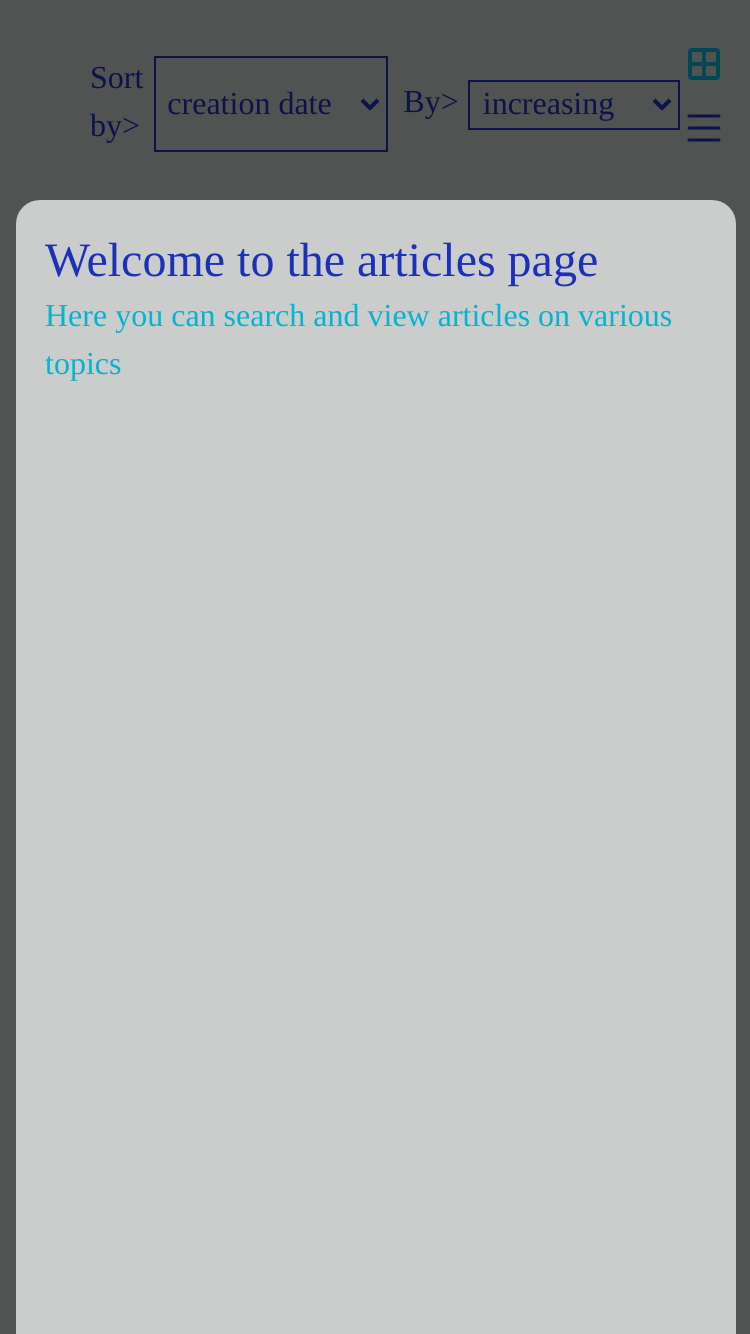 Sort
by>
creation date
By>
increasing
Welcome to the articles page
Here you can search and view articles on various
topics